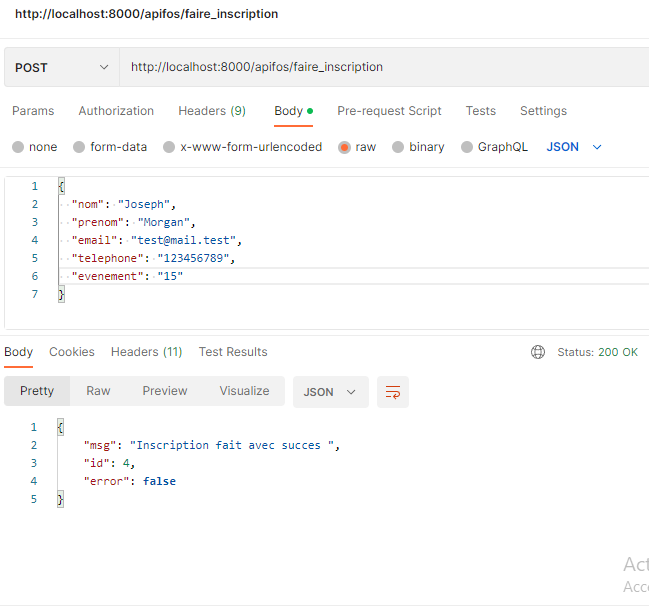 http://localhost:8000/apifos/faire_inscription
POST http://localhost:8000/apifos/faire_inscription
Params Authorization Headers (9) Body Pre-request Script Tests Settings
none form-data x-www-form-urlencoded raw binary GraphQL JSON
1 {
2 "nom": "Joseph",
3 "prenom": "Morgan",
4 "email": "test@mail.test",
5 "telephone": "123456789",
6 "evenement": "15"
7 }
Body Cookies Headers (11) Test Results Status: 200 OK
Pretty Raw Preview Visualize JSON
1 {
2 "msg": "Inscription fait avec succes ",
3 "id": 4,
4 "error": false
5 }
Act
Acc